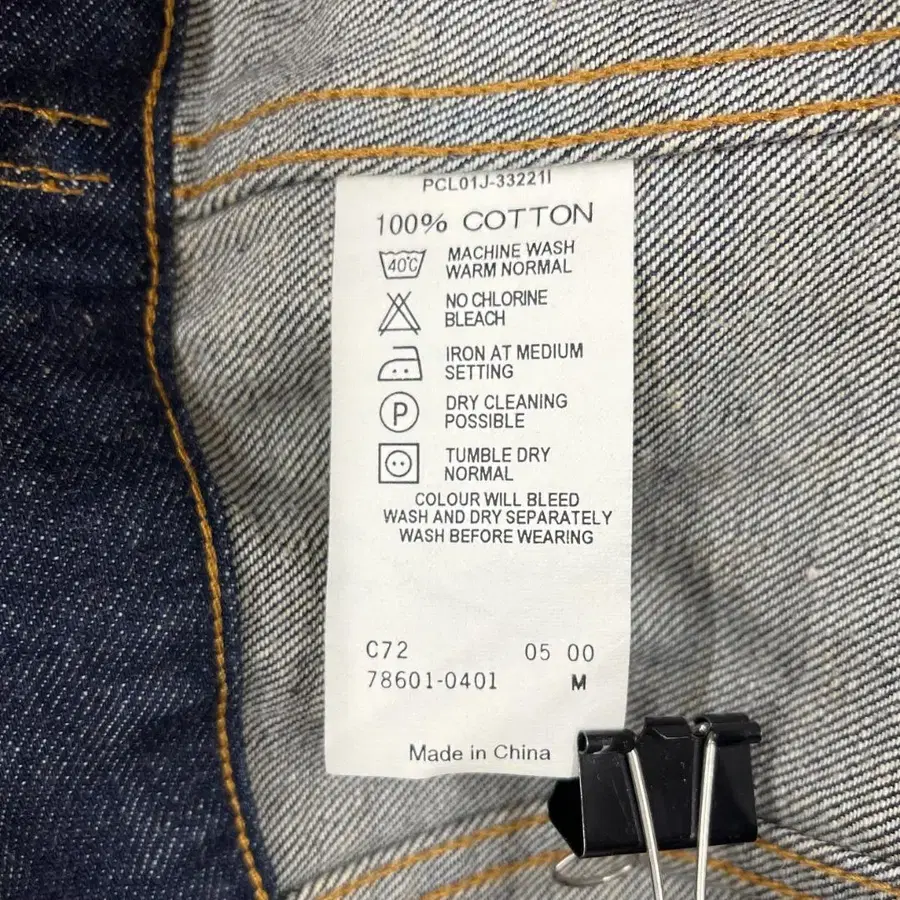 PCL01J-33221I
100% COTTON
40°C
MACHINE WASH
WARM NORMAL
NO CHLORINE
BLEACH
IRON AT MEDIUM
SETTING
P
DRY CLEANING
POSSIBLE
TUMBLE DRY
NORMAL
COLOUR WILL BLEED
WASH AND DRY SEPARATELY
WASH BEFORE WEARING
C72 05 00
78601-0401 M
Made in China